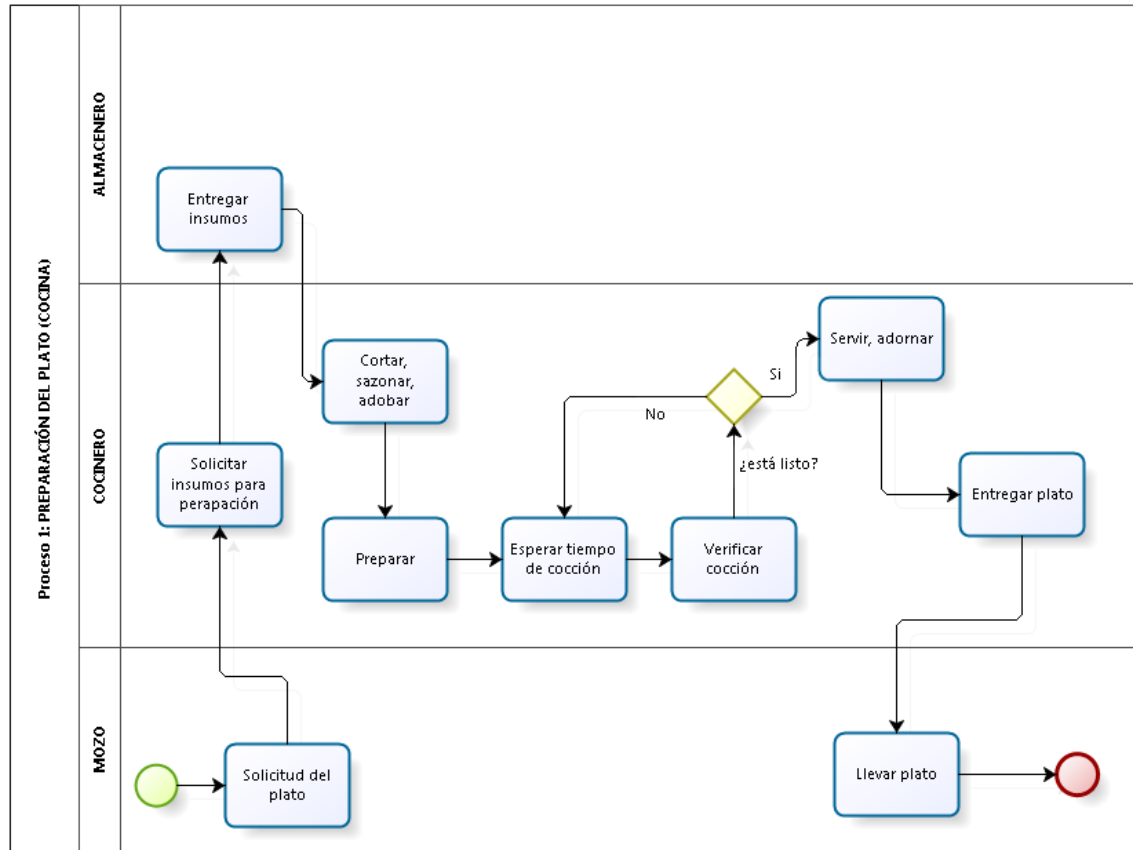 Proceso 1: PREPARACIÓN DEL PLATO (COCINA)
ALMACENERO
Entregar
insumos
COCINERO
Solicitar
insumos para
perapación
Cortar,
sazonar,
adobar
Preparar
Esperar tiempo
de cocción
Verificar
cocción
¿está listo?
No
Si
Servir, adornar
Entregar plato
MOZO
Solicitud del
plato
Llevar plato